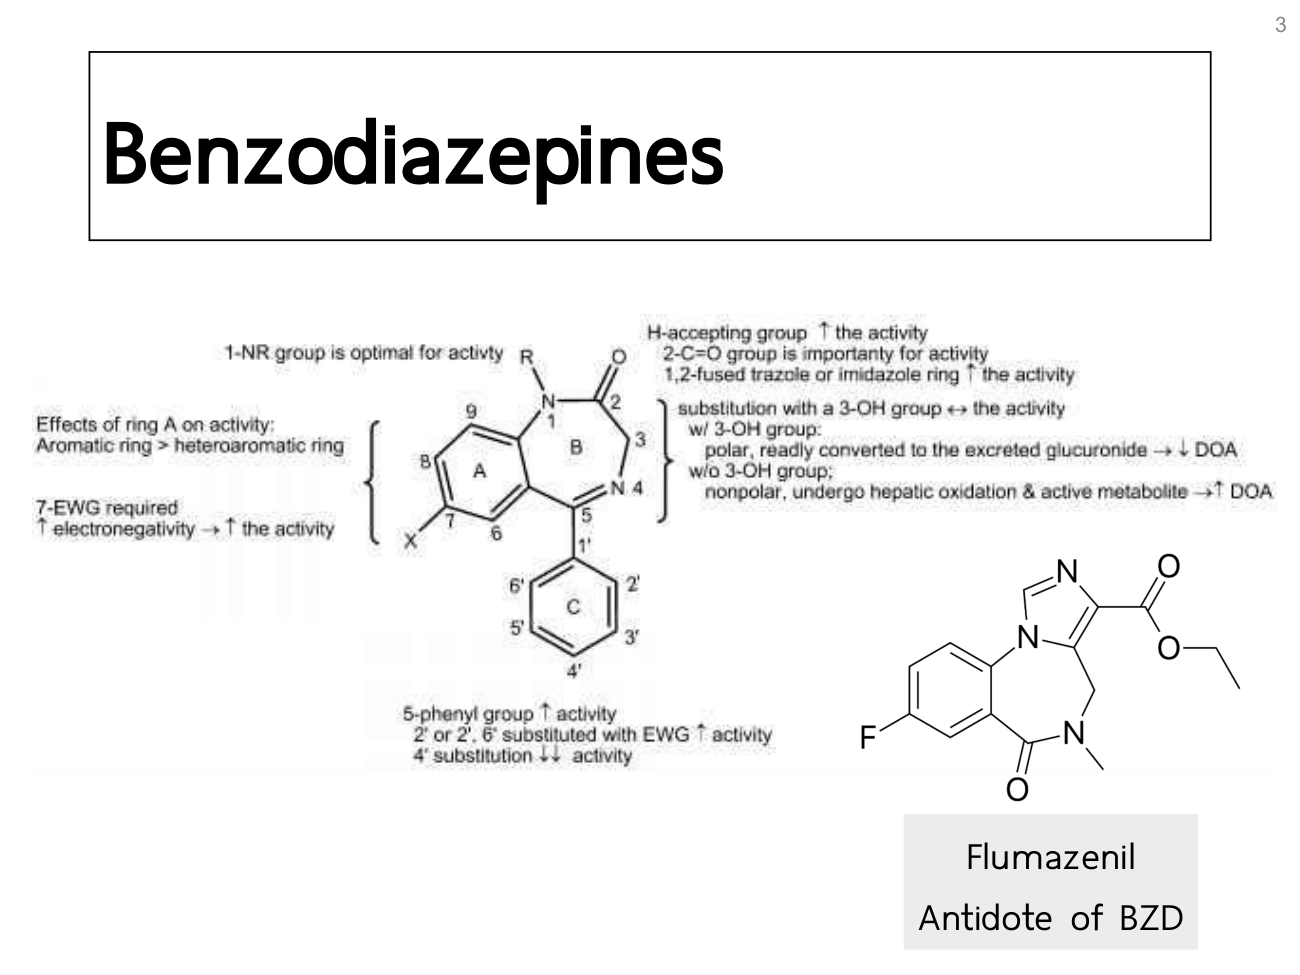 3
Benzodiazepines
1-NR group is optimal for activty
R
O
H-accepting group ↑ the activity
2-C=O group is importanty for activity
1,2-fused trazole or imidazole ring ↑ the activity
Effects of ring A on activity:
Aromatic ring > heteroaromatic ring
7-EWG required
↑ electronegativity → ↑ the activity
N
1
2
3
N 4
5
6
7
8
9
A
B
X
substitution with a 3-OH group ↔ the activity
w/ 3-OH group:
polar, readly converted to the excreted glucuronide → ↓ DOA
w/o 3-OH group;
nonpolar, undergo hepatic oxidation & active metabolite →↑ DOA
1'
6'
2'
C
5'
3'
4'
5-phenyl group ↑ activity
2' or 2', 6' substituted with EWG ↑ activity
4' substitution ↓↓ activity
N
O
N
O
F
N
O
Flumazenil
Antidote of BZD